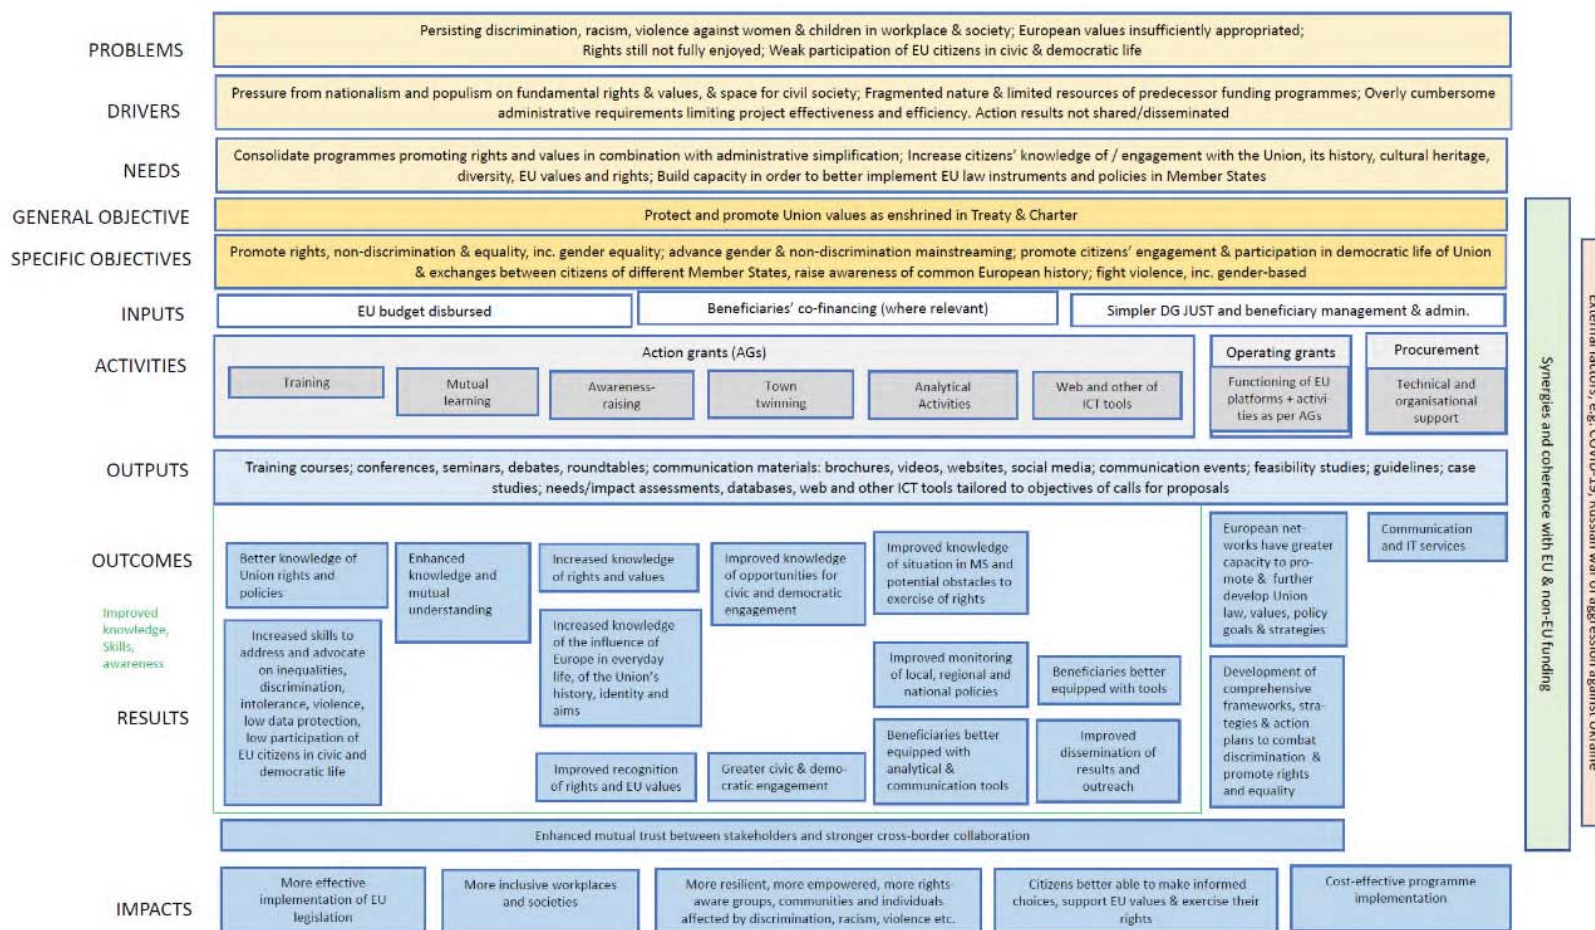 PROBLEMS
Persisting discrimination, racism, violence against women & children in workplace & society; European values insufficiently appropriated;
Rights still not fully enjoyed; Weak participation of EU citizens in civic & democratic life
DRIVERS
Pressure from nationalism and populism on fundamental rights & values, & space for civil society; Fragmented nature & limited resources of predecessor funding programmes; Overly cumbersome
administrative requirements limiting project effectiveness and efficiency. Action results not shared/disseminated
NEEDS
Consolidate programmes promoting rights and values in combination with administrative simplification; Increase citizens' knowledge of / engagement with the Union, its history, cultural heritage,
diversity, EU values and rights; Build capacity in order to better implement EU law instruments and policies in Member States
GENERAL OBJECTIVE
Protect and promote Union values as enshrined in Treaty & Charter
SPECIFIC OBJECTIVES
Promote rights, non-discrimination & equality, inc. gender equality; advance gender & non-discrimination mainstreaming; promote citizens' engagement & participation in democratic life of Union
& exchanges between citizens of different Member States, raise awareness of common European history; fight violence, inc. gender-based
INPUTS
EU budget disbursed
Beneficiaries' co-financing (where relevant)
Simpler DG JUST and beneficiary management & admin.
ACTIVITIES
Action grants (AGs)
Training
Mutual
learning
Awareness-
raising
Town
twinning
Analytical
Activities
Web and other of
ICT tools
Operating grants
Functioning of EU
platforms + activi-
ties as per AGs
Procurement
Technical and
organisational
support
OUTPUTS
Training courses; conferences, seminars, debates, roundtables; communication materials: brochures, videos, websites, social media; communication events; feasibility studies; guidelines; case
studies; needs/impact assessments, databases, web and other ICT tools tailored to objectives of calls for proposals
OUTCOMES
Improved
knowledge,
Skills,
awareness
RESULTS
Better knowledge of
Union rights and
policies
Increased skills to
address and advocate
on inequalities,
discrimination,
intolerance, violence,
low data protection,
low participation of
EU citizens in civic and
democratic life
Enhanced
knowledge and
mutual
understanding
Increased knowledge
of rights and values
Increased knowledge
of the influence of
Europe in everyday
life, of the Union's
history, identity and
aims
Improved recognition
of rights and EU values
Improved knowledge
of opportunities for
civic and democratic
engagement
Greater civic & demo-
cratic engagement
Improved knowledge
of situation in MS and
potential obstacles to
exercise of rights
Improved monitoring
of local, regional and
national policies
Beneficiaries better
equipped with
analytical &
communication tools
Beneficiaries better
equipped with tools
Improved
dissemination of
results and
outreach
European net-
works have greater
capacity to pro-
mote & further
develop Union
law, values, policy
goals & strategies
Development of
comprehensive
frameworks, stra-
tegies & action
plans to combat
discrimination &
promote rights
and equality
Communication
and IT services
Enhanced mutual trust between stakeholders and stronger cross-border collaboration
IMPACTS
More effective
implementation of EU
legislation
More inclusive workplaces
and societies
More resilient, more empowered, more rights-
aware groups, communities and individuals
affected by discrimination, racism, violence etc.
Citizens better able to make informed
choices, support EU values & exercise their
rights
Cost-effective programme
implementation
Synergies and coherence with EU & non-EU funding
External factors, e.g. COVID-19, Russian war of aggression against Ukraine